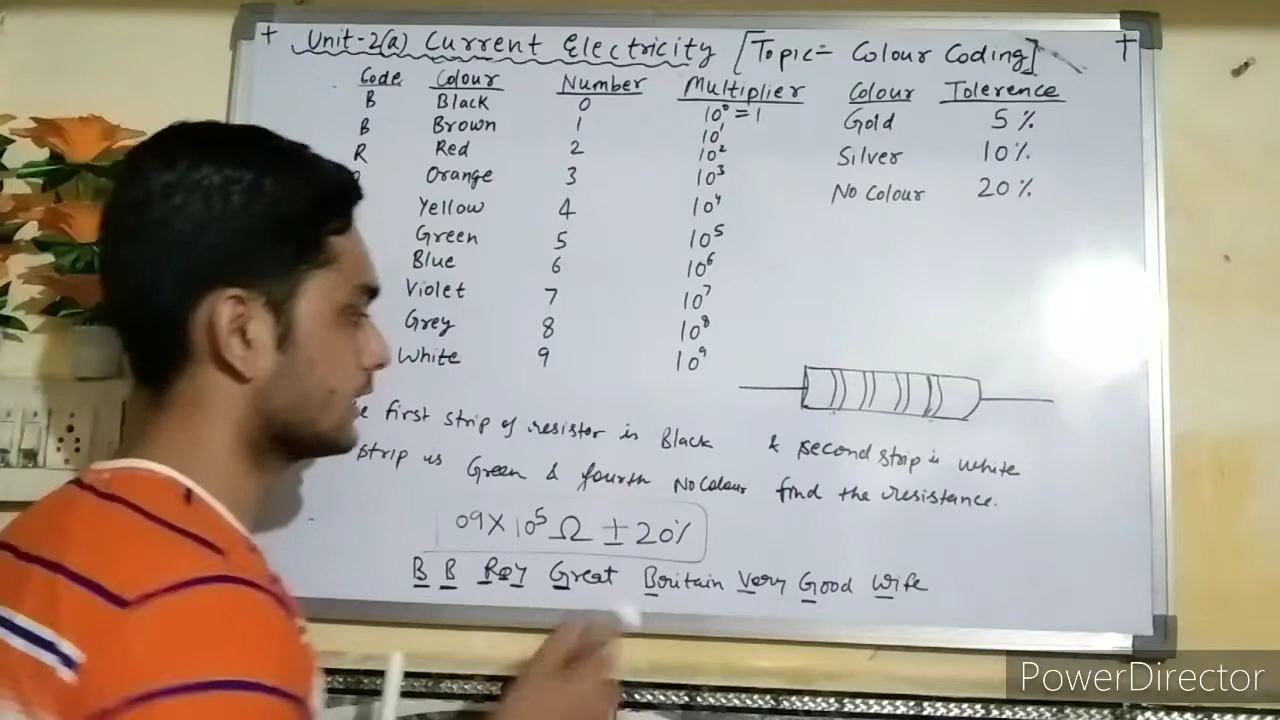 + Unit-2(a) Current Electricity [Topic= Colour Coding] +
Code Colour Number Multiplier Colour Tolerence
B Black 0 10⁰ = 1 Gold 5 %
B Brown 1 10¹
R Red 2 10² Silver 10 %
Orange 3 10³ No Colour 20 %
Yellow 4 10⁴
Green 5 10⁵
Blue 6 10⁶
Violet 7 10⁷
Grey 8 10⁸
White 9 10⁹
first strip of resistor is Black & second strip is white
strip is Green & fourth No Colour find the resistance.
09 X 10⁵ Ω ± 20%
B B Roy Great Britain Very Good Wife
PowerDirector